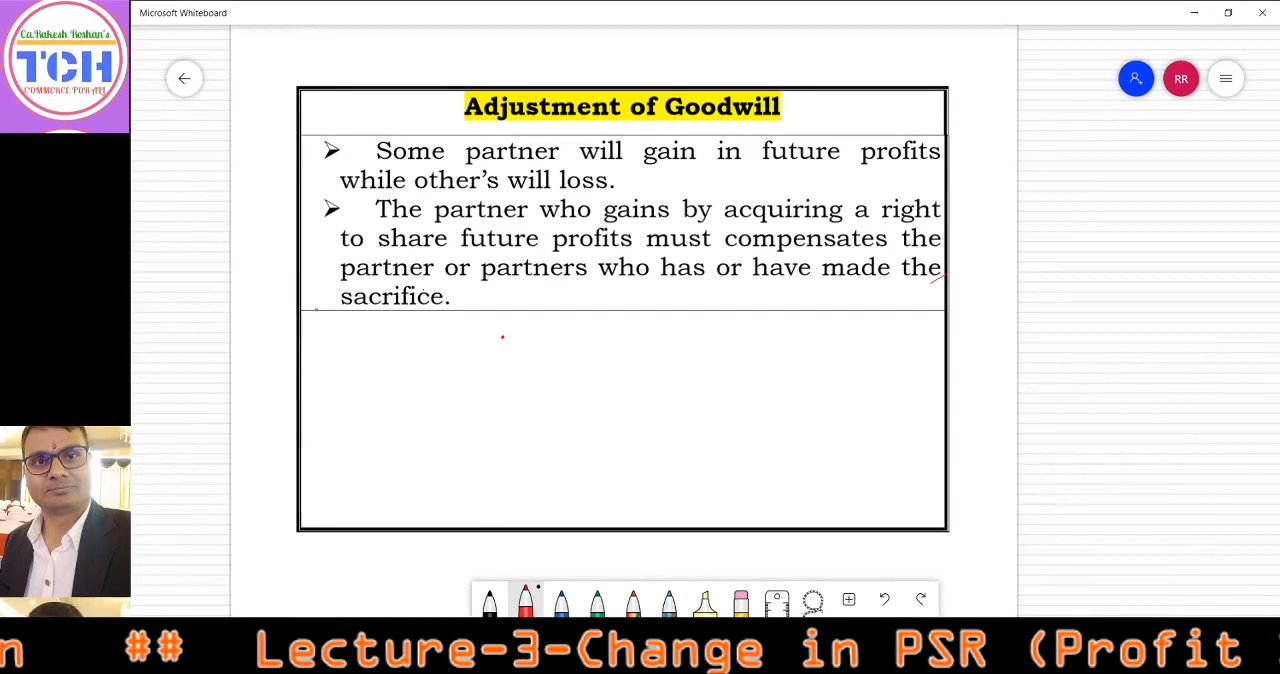 Microsoft Whiteboard
Ca.Rakesh Roshan's
TCH
COMMERCE FOR ALL
RR
Adjustment of Goodwill
➢ Some partner will gain in future profits
while other's will loss.
➢ The partner who gains by acquiring a right
to share future profits must compensates the
partner or partners who has or have made the
sacrifice.
n ## Lecture-3-Change in PSR (Profit